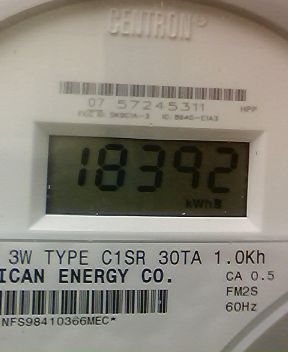 CENTRON®
07 57245311 HPP
18392
kWh
3W TYPE C1SR 30TA 1.0Kh
ICAN ENERGY CO. CA 0.5
FM2S
60Hz
NFS98410366MEC*